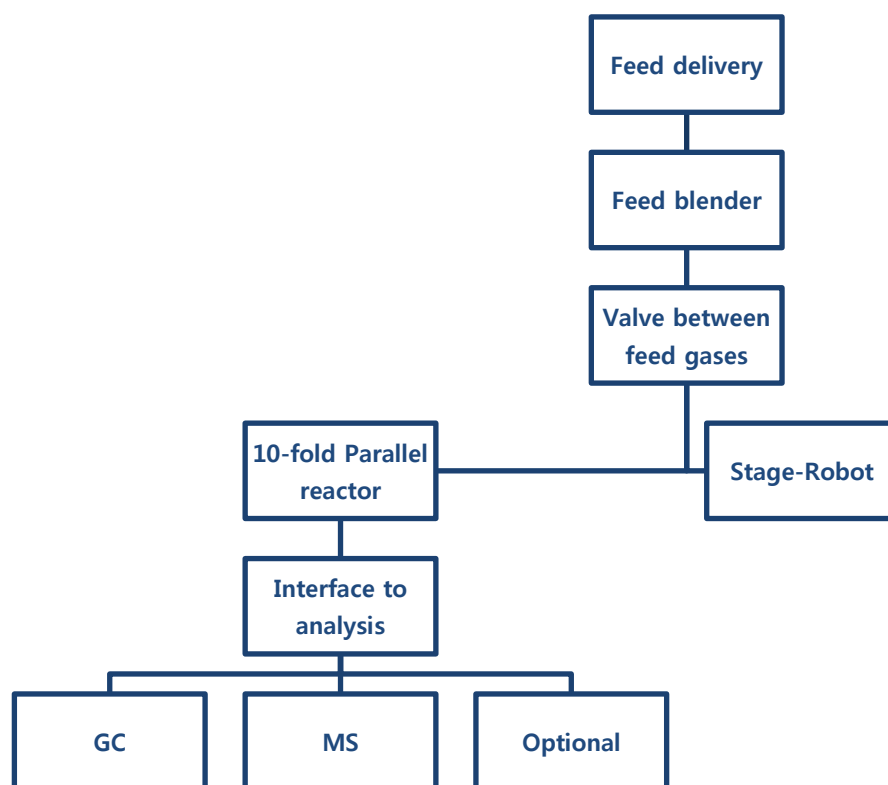 Feed delivery
Feed blender
Valve between
feed gases
10-fold Parallel
reactor
Stage-Robot
Interface to
analysis
GC
MS
Optional